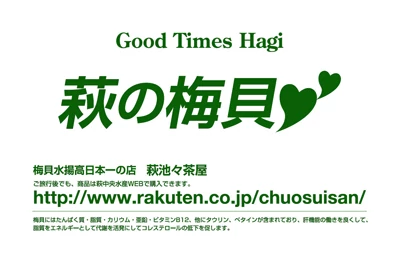 Good Times Hagi
萩の梅貝
梅貝水揚高日本一の店　萩池々茶屋
ご旅行後でも、商品は萩中央水産WEBで購入できます。
http://www.rakuten.co.jp/chuosuisan/
梅貝にはたんぱく質・脂質・カリウム・亜鉛・ビタミンB12、他にタウリン、ベタインが含まれており、肝機能の働きを良くして、
脂質をエネルギーとして代謝を活発にしてコレステロールの低下を促します。